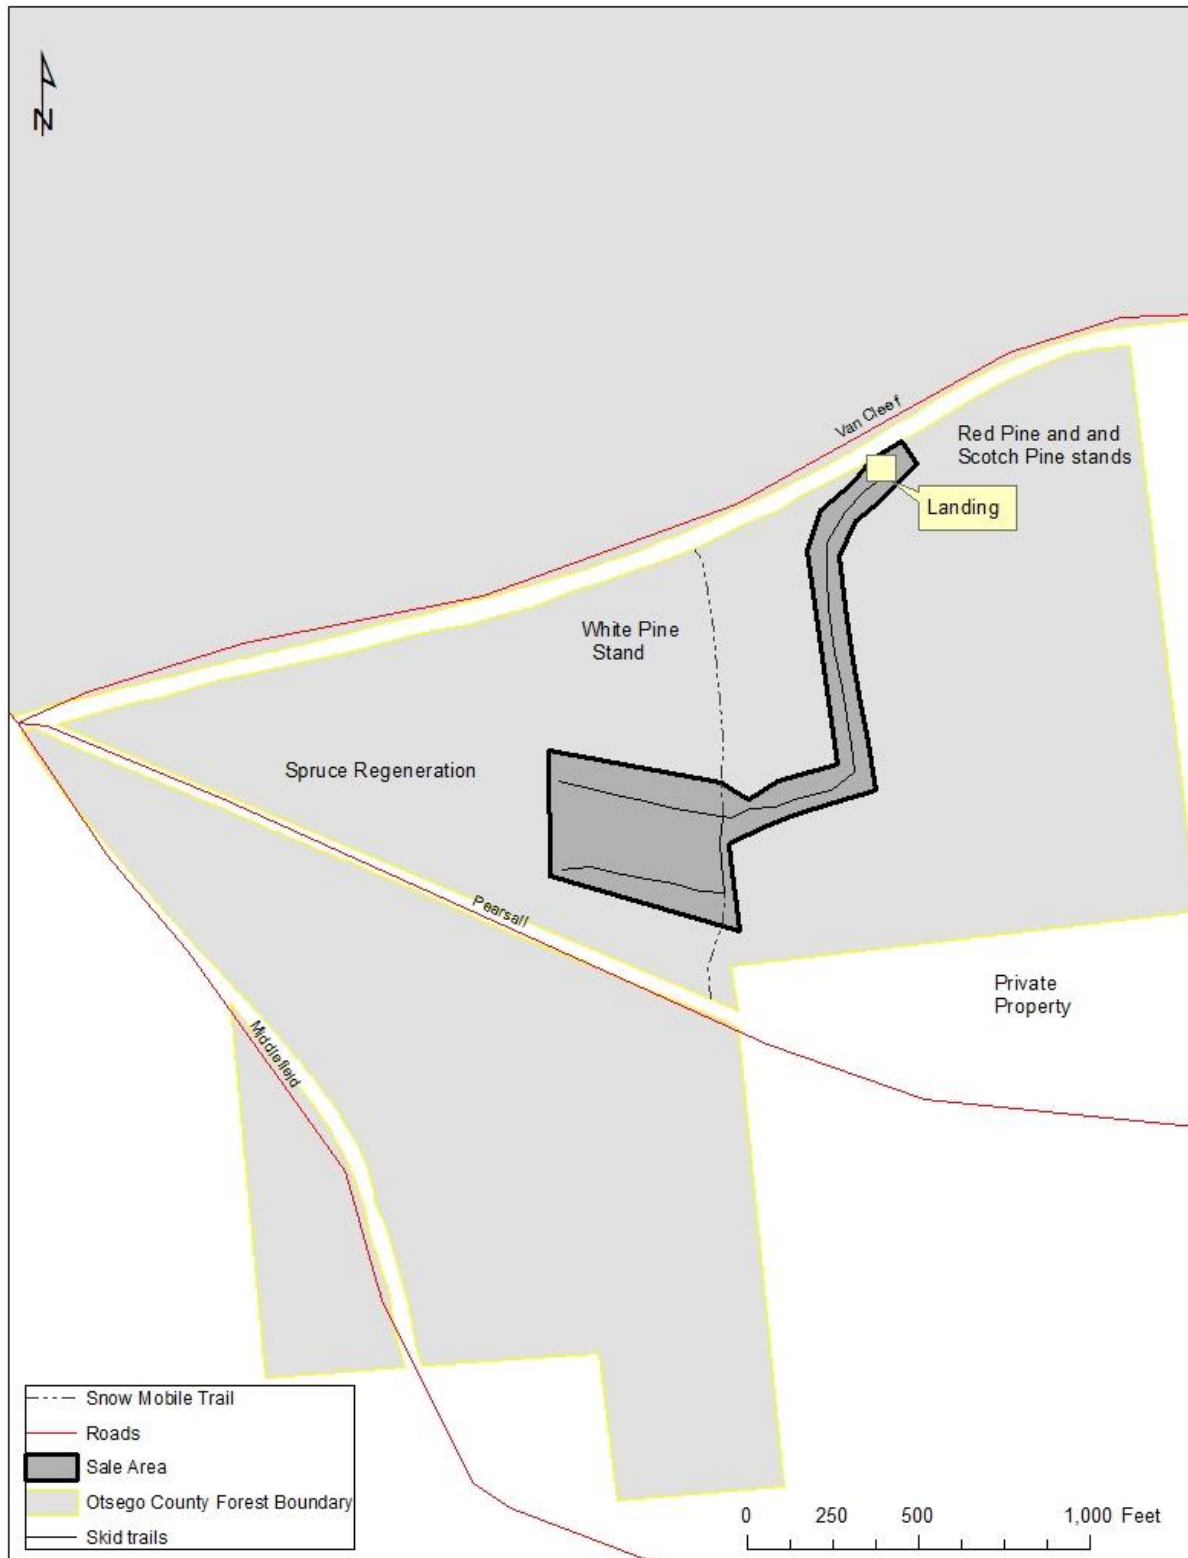 N
Van Cleef
Red Pine and and
Scotch Pine stands
Landing
White Pine
Stand
Spruce Regeneration
Pearsall
Private
Property
Middlefield
Snow Mobile Trail
Roads
Sale Area
Otsego County Forest Boundary
Skid trails
0 250 500 1,000 Feet